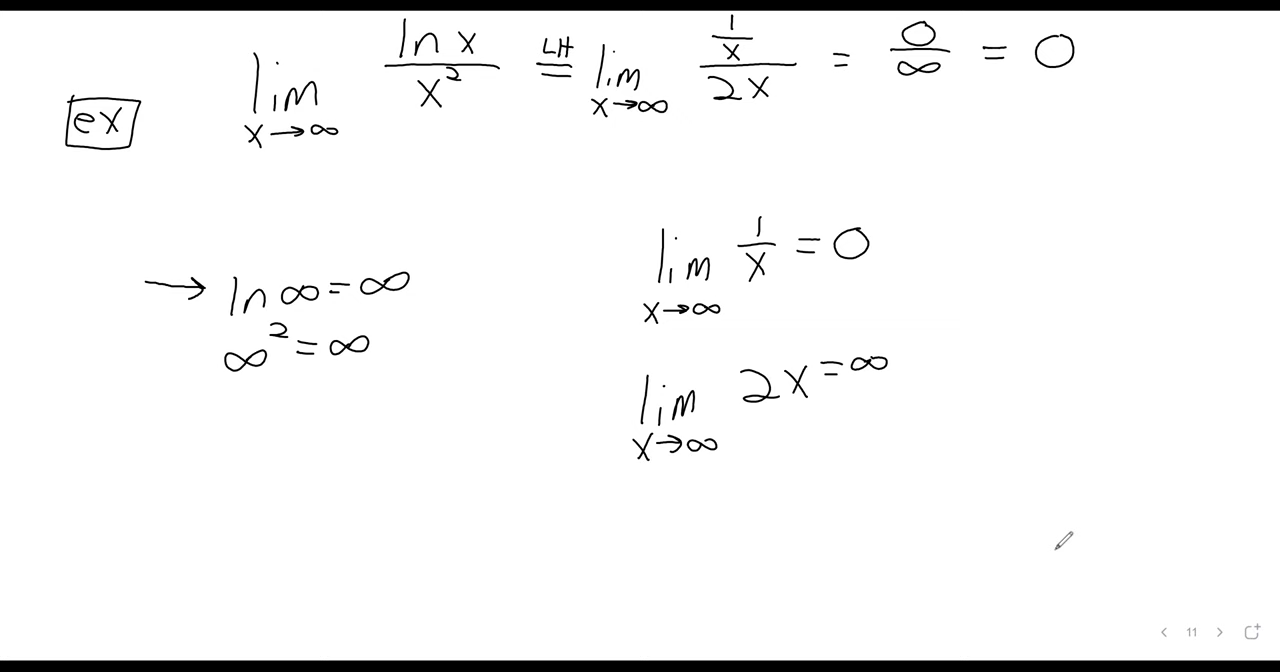 lim x→∞ ln x / x² =^LH lim x→∞ (1/x) / 2x = 0/∞ = 0
ex
lim x→∞ 1/x = 0
→ ln ∞ = ∞
∞² = ∞
lim x→∞ 2x = ∞
< 11 >